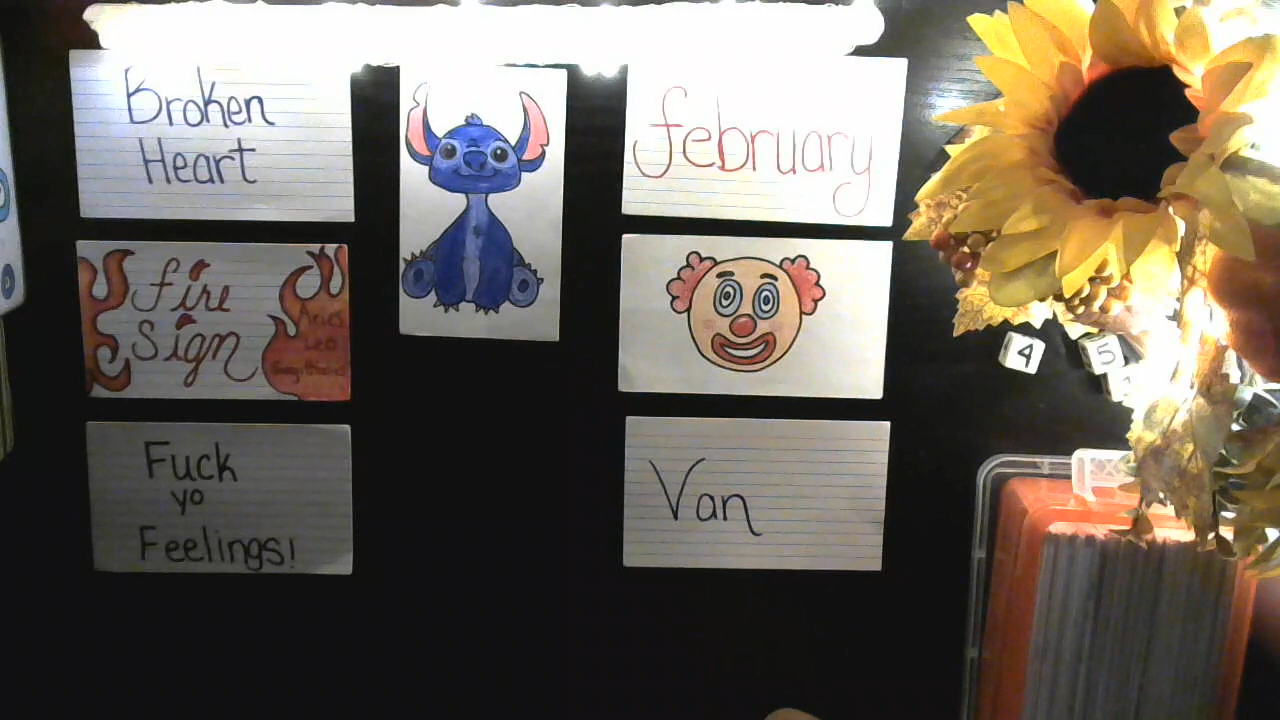 Broken
Heart
fire
Sign
Aries
Leo
Sagittarius
Fuck
yo
Feelings!
february
Van
4
5